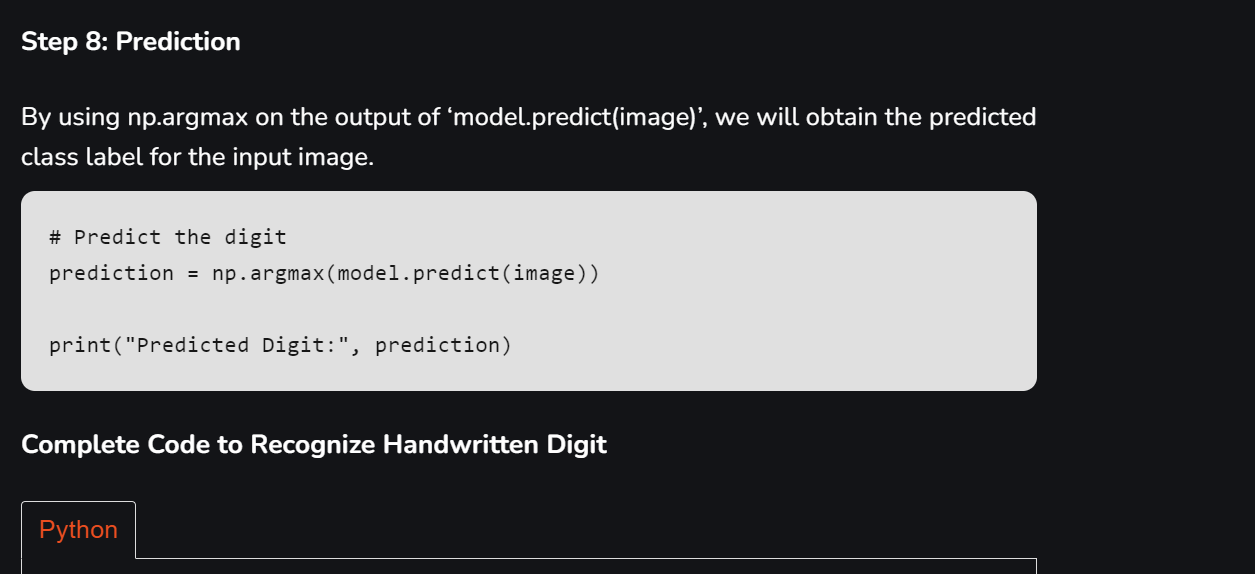 Step 8: Prediction
By using np.argmax on the output of ‘model.predict(image)’, we will obtain the predicted
class label for the input image.
# Predict the digit
prediction = np.argmax(model.predict(image))
print("Predicted Digit:", prediction)
Complete Code to Recognize Handwritten Digit
Python